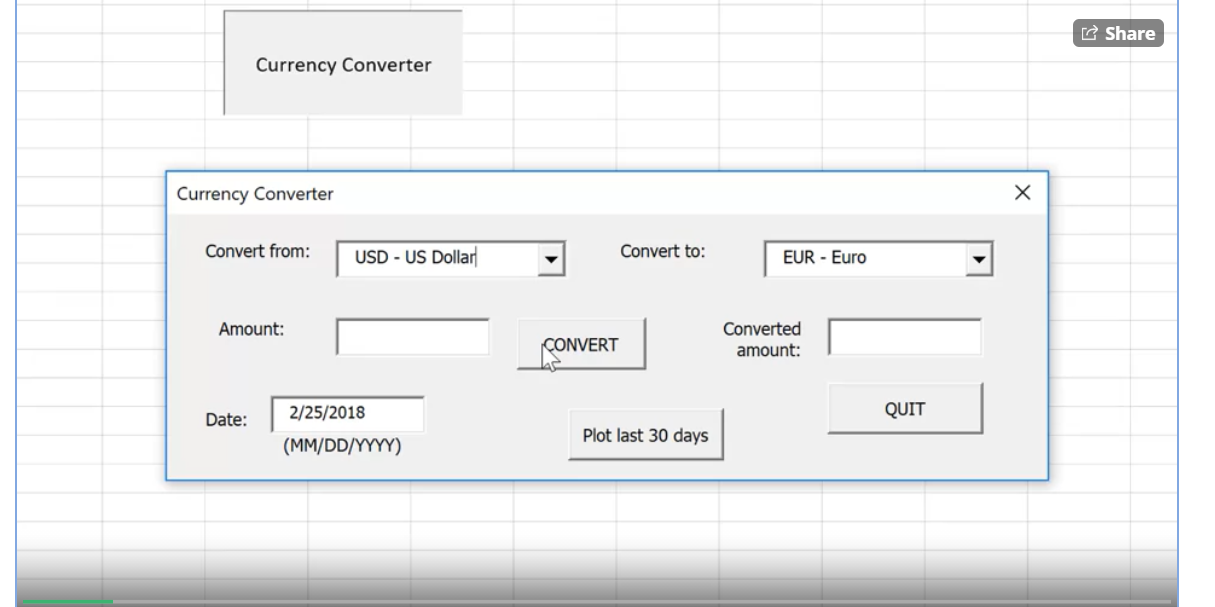 Share
Currency Converter
Currency Converter
Convert from: USD - US Dollar Convert to: EUR - Euro
Amount: CONVERT Converted
amount:
Date: 2/25/2018
(MM/DD/YYYY)
Plot last 30 days
QUIT